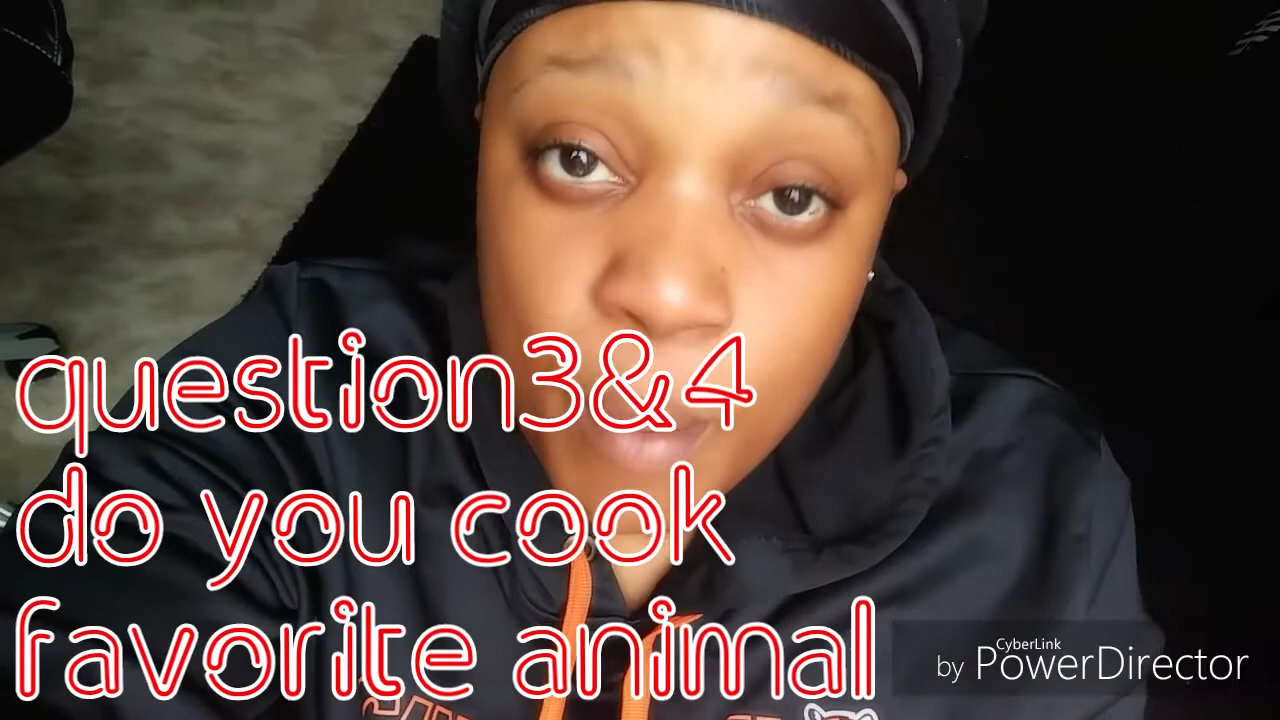 question3&4
do you cook
favorite animal
CyberLink
by PowerDirector